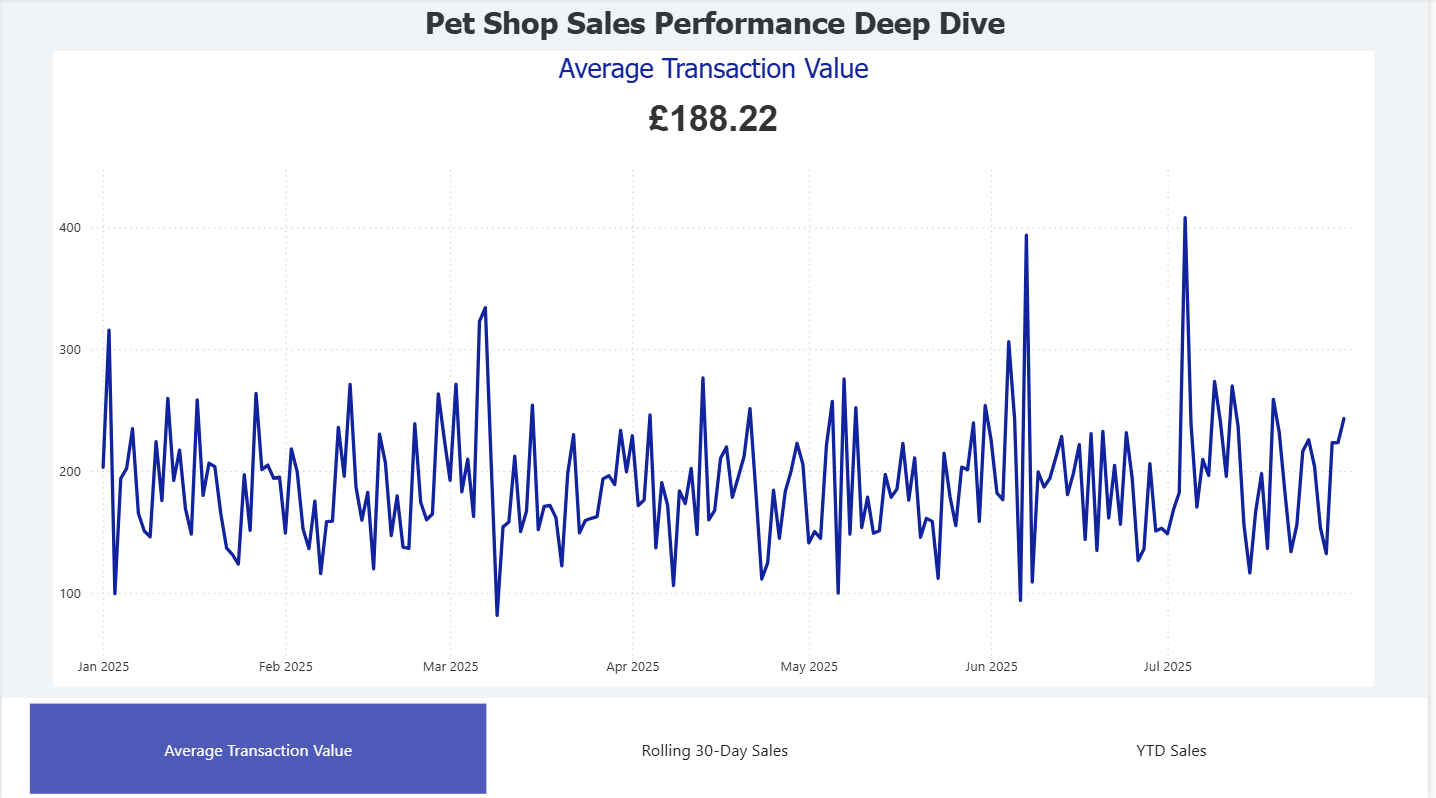 Pet Shop Sales Performance Deep Dive
Average Transaction Value
£188.22
400
300
200
100
Jan 2025 Feb 2025 Mar 2025 Apr 2025 May 2025 Jun 2025 Jul 2025
Average Transaction Value Rolling 30-Day Sales YTD Sales